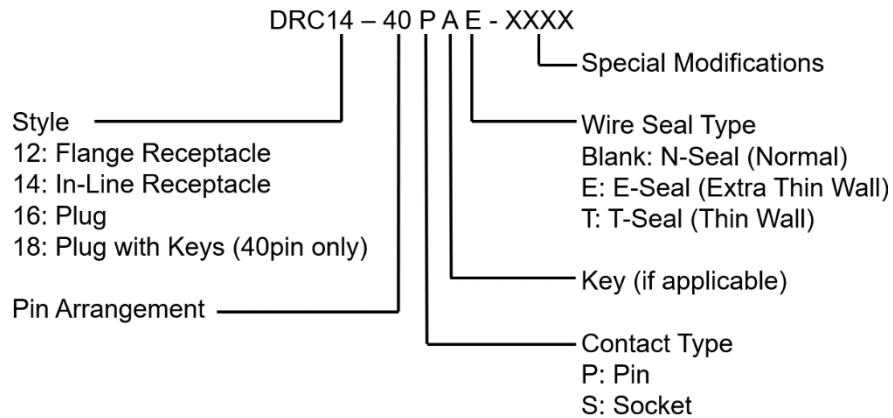 DRC14 – 40 P A E - XXXX
Special Modifications
Style
12: Flange Receptacle
14: In-Line Receptacle
16: Plug
18: Plug with Keys (40pin only)
Pin Arrangement
Wire Seal Type
Blank: N-Seal (Normal)
E: E-Seal (Extra Thin Wall)
T: T-Seal (Thin Wall)
Key (if applicable)
Contact Type
P: Pin
S: Socket